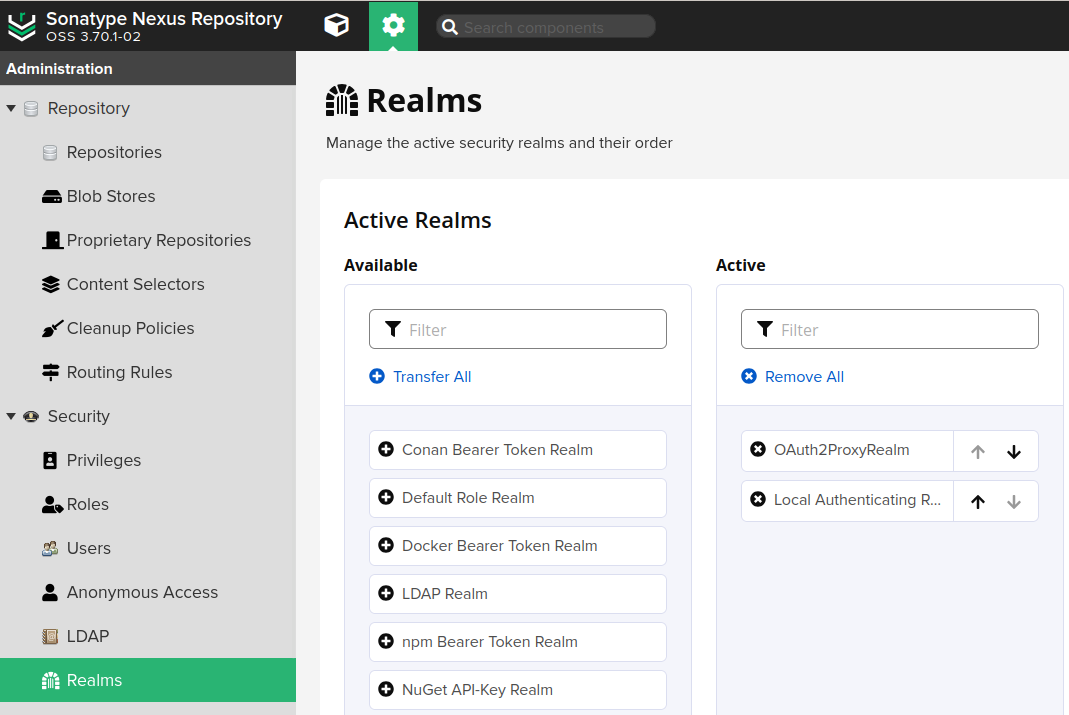 Sonatype Nexus Repository
OSS 3.70.1-02
Search components
Administration
Repository
Repositories
Blob Stores
Proprietary Repositories
Content Selectors
Cleanup Policies
Routing Rules
Security
Privileges
Roles
Users
Anonymous Access
LDAP
Realms
Realms
Manage the active security realms and their order
Active Realms
Available
Filter
Transfer All
Conan Bearer Token Realm
Default Role Realm
Docker Bearer Token Realm
LDAP Realm
npm Bearer Token Realm
NuGet API-Key Realm
Active
Filter
Remove All
OAuth2ProxyRealm
Local Authenticating R...